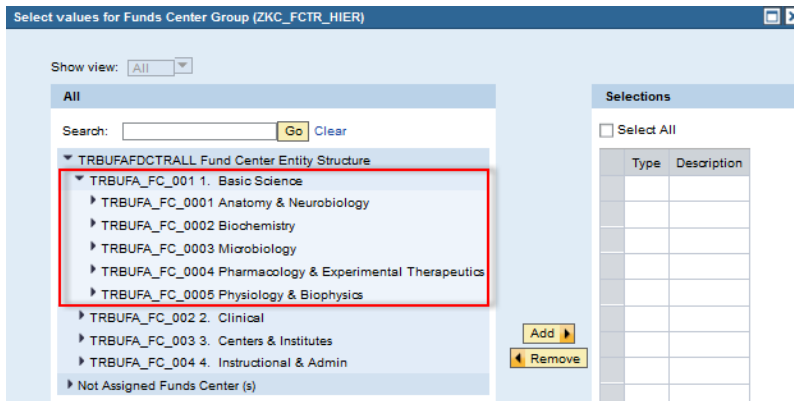 Select values for Funds Center Group (ZKC_FCTR_HIER)
Show view: All
All
Search: Go Clear
TRBUFAFDCTRALL Fund Center Entity Structure
TRBUFA_FC_001 1. Basic Science
TRBUFA_FC_0001 Anatomy & Neurobiology
TRBUFA_FC_0002 Biochemistry
TRBUFA_FC_0003 Microbiology
TRBUFA_FC_0004 Pharmacology & Experimental Therapeutics
TRBUFA_FC_0005 Physiology & Biophysics
TRBUFA_FC_002 2. Clinical
TRBUFA_FC_003 3. Centers & Institutes
TRBUFA_FC_004 4. Instructional & Admin
Not Assigned Funds Center (s)
Add
Remove
Selections
Select All
Type Description